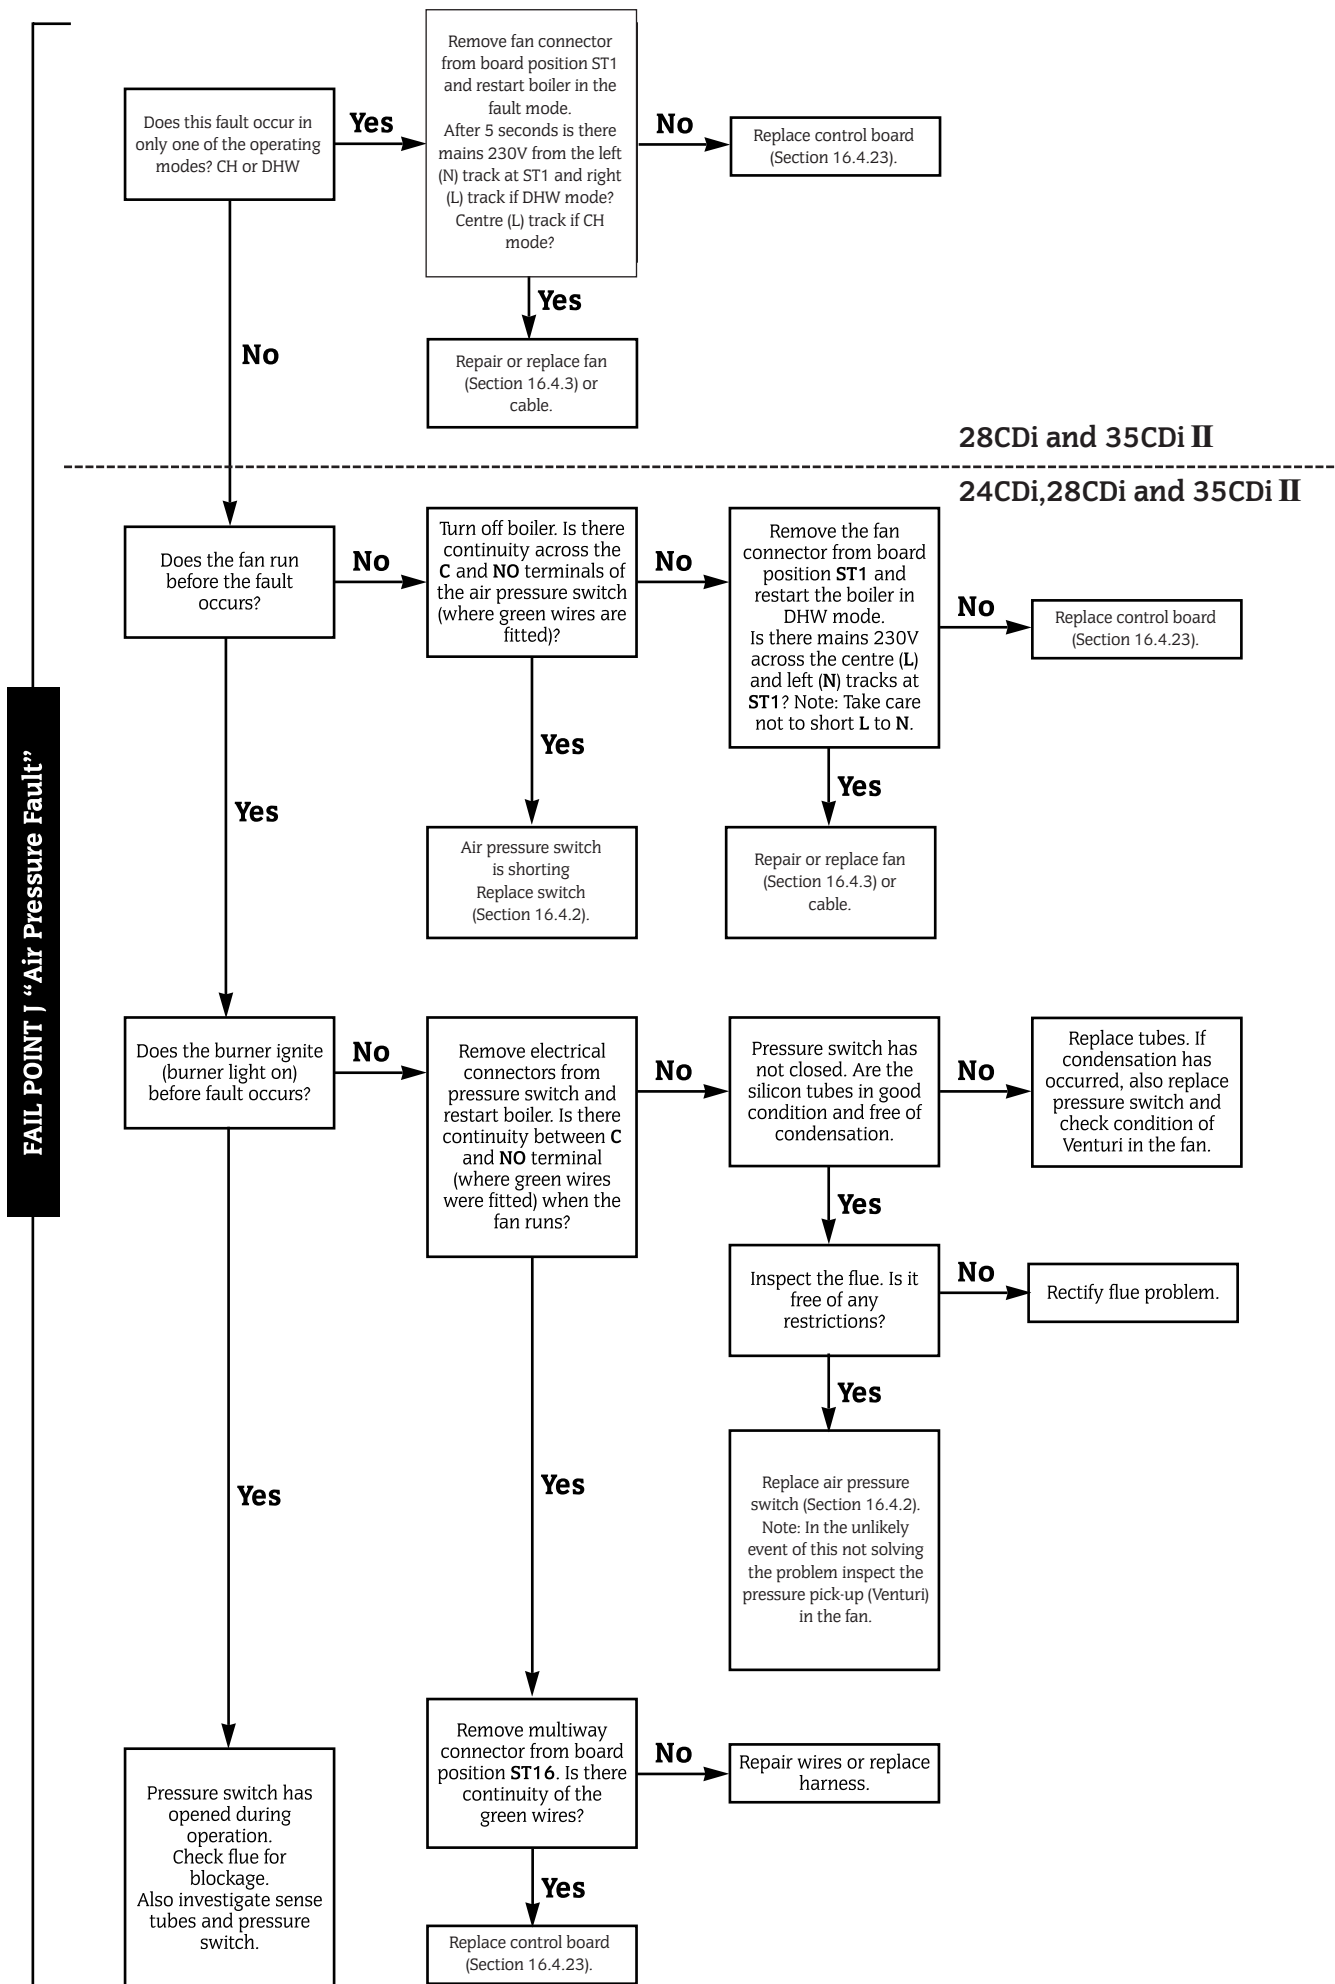 FAIL POINT J “Air Pressure Fault”
Does this fault occur in
only one of the operating
modes? CH or DHW
Yes
Remove fan connector
from board position ST1
and restart boiler in the
fault mode.
After 5 seconds is there
mains 230V from the left
(N) track at ST1 and right
(L) track if DHW mode?
Centre (L) track if CH
mode?
No
Replace control board
(Section 16.4.23).
Yes
Repair or replace fan
(Section 16.4.3) or
cable.
No
28CDi and 35CDi II
24CDi,28CDi and 35CDi II
Does the fan run
before the fault
occurs?
No
Turn off boiler. Is there
continuity across the
C and NO terminals of
the air pressure switch
(where green wires are
fitted)?
No
Remove the fan
connector from board
position ST1 and
restart the boiler in
DHW mode.
Is there mains 230V
across the centre (L)
and left (N) tracks at
ST1? Note: Take care
not to short L to N.
No
Replace control board
(Section 16.4.23).
Yes
Air pressure switch
is shorting
Replace switch
(Section 16.4.2).
Yes
Repair or replace fan
(Section 16.4.3) or
cable.
Yes
Does the burner ignite
(burner light on)
before fault occurs?
No
Remove electrical
connectors from
pressure switch and
restart boiler. Is there
continuity between C
and NO terminal
(where green wires
were fitted) when the
fan runs?
No
Pressure switch has
not closed. Are the
silicon tubes in good
condition and free of
condensation.
No
Replace tubes. If
condensation has
occurred, also replace
pressure switch and
check condition of
Venturi in the fan.
Yes
Inspect the flue. Is it
free of any
restrictions?
No
Rectify flue problem.
Yes
Replace air pressure
switch (Section 16.4.2).
Note: In the unlikely
event of this not solving
the problem inspect the
pressure pick-up (Venturi)
in the fan.
Yes
Remove multiway
connector from board
position ST16. Is there
continuity of the
green wires?
No
Repair wires or replace
harness.
Yes
Replace control board
(Section 16.4.23).
Yes
Pressure switch has
opened during
operation.
Check flue for
blockage.
Also investigate sense
tubes and pressure
switch.